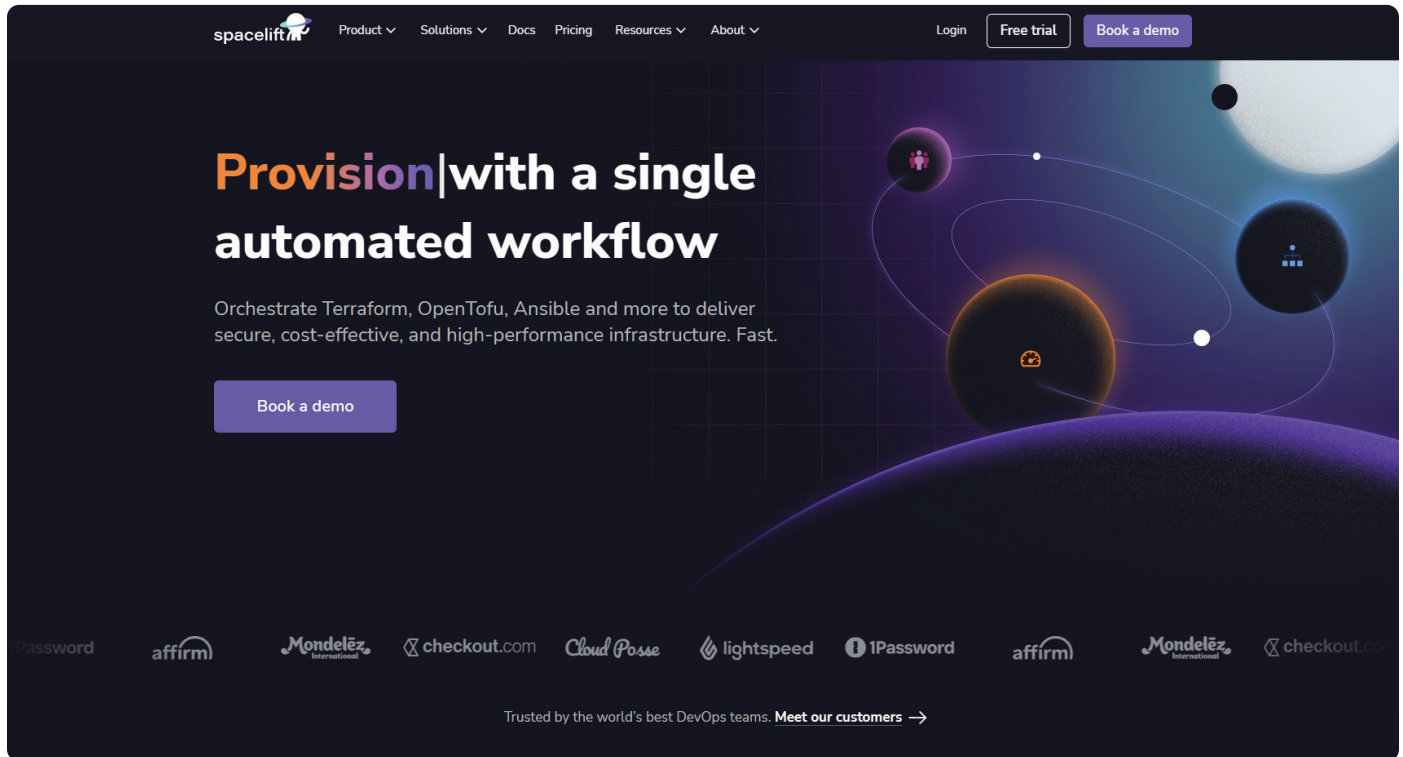 spacelift
Product
Solutions
Docs
Pricing
Resources
About
Login
Free trial
Book a demo
Provision|with a single
automated workflow
Orchestrate Terraform, OpenTofu, Ansible and more to deliver
secure, cost-effective, and high-performance infrastructure. Fast.
Book a demo
Password
affirm
Mondelēz
International
checkout.com
Cloud Posse
lightspeed
1Password
affirm
Mondelēz
International
checkout.co
Trusted by the world's best DevOps teams. Meet our customers →